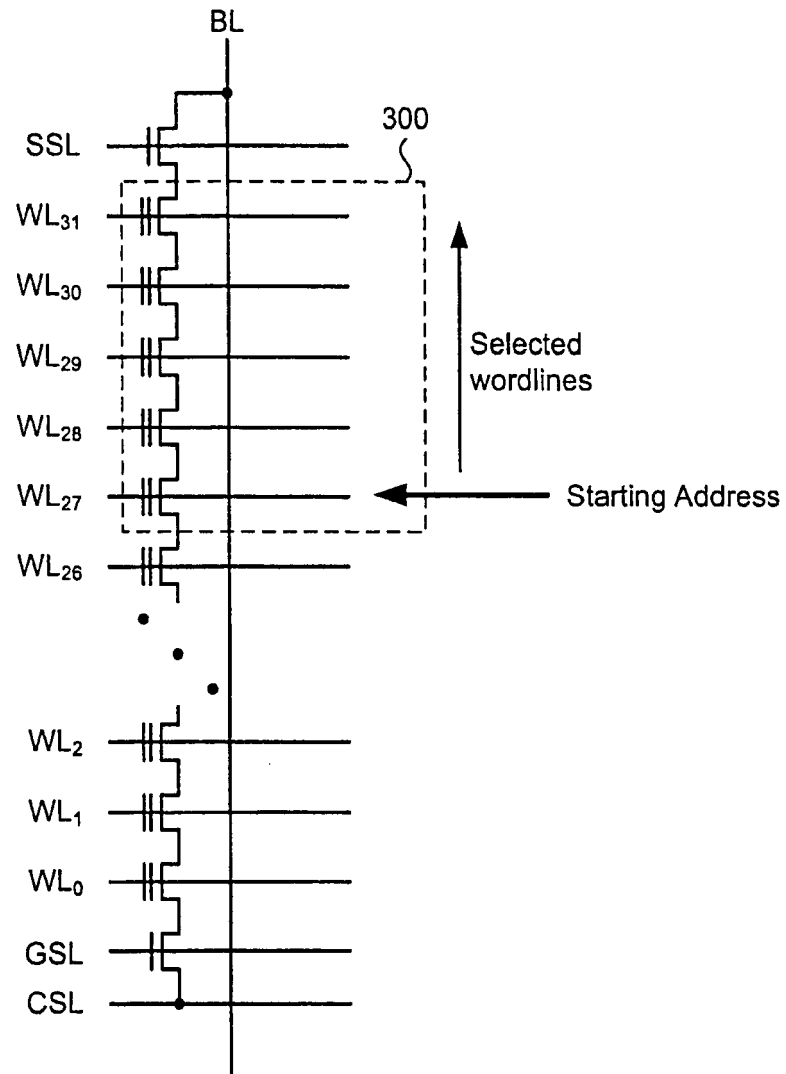 BL
300
SSL
WL31
WL30
WL29
Selected
wordlines
WL28
WL27
Starting Address
WL26
WL2
WL1
WL0
GSL
CSL